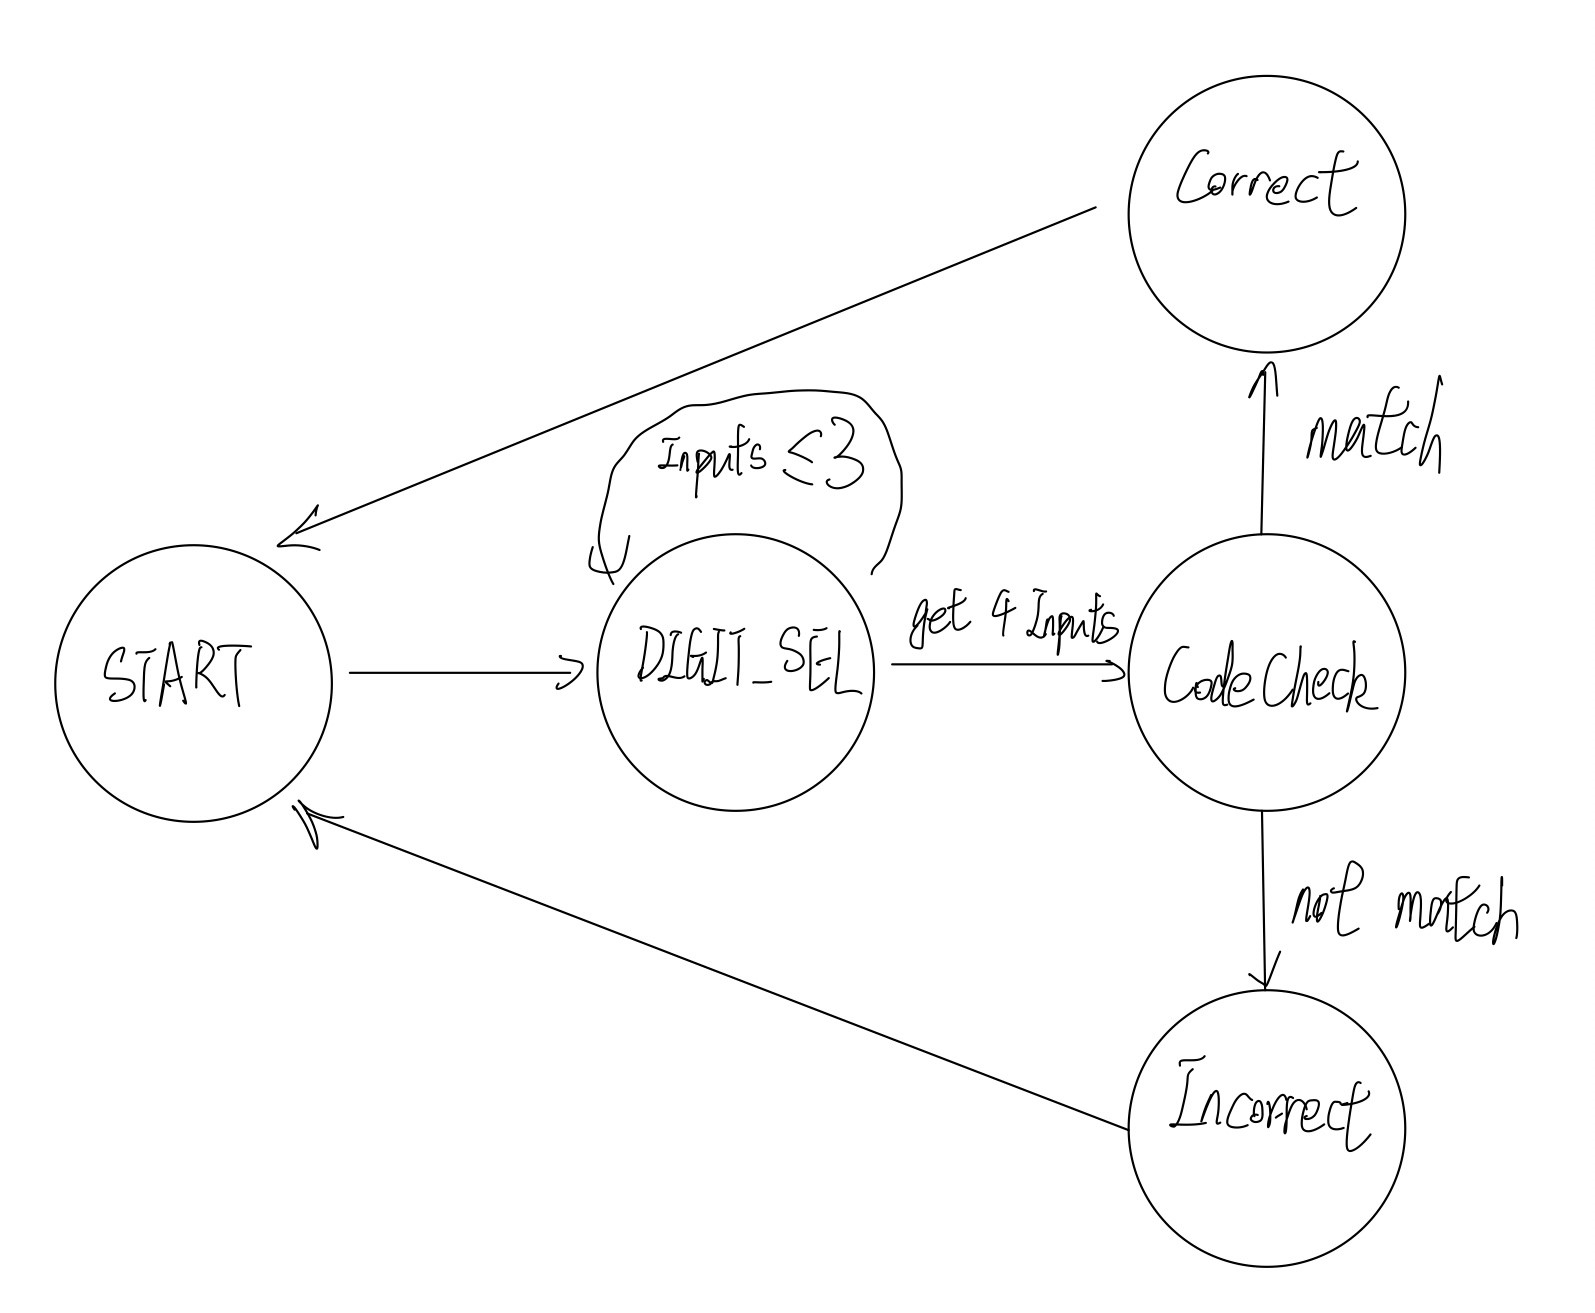 Correct
Inputs ≤3
match
get 4 Inputs
START
DIGIT_SEL
CodeCheck
not match
Incorrect